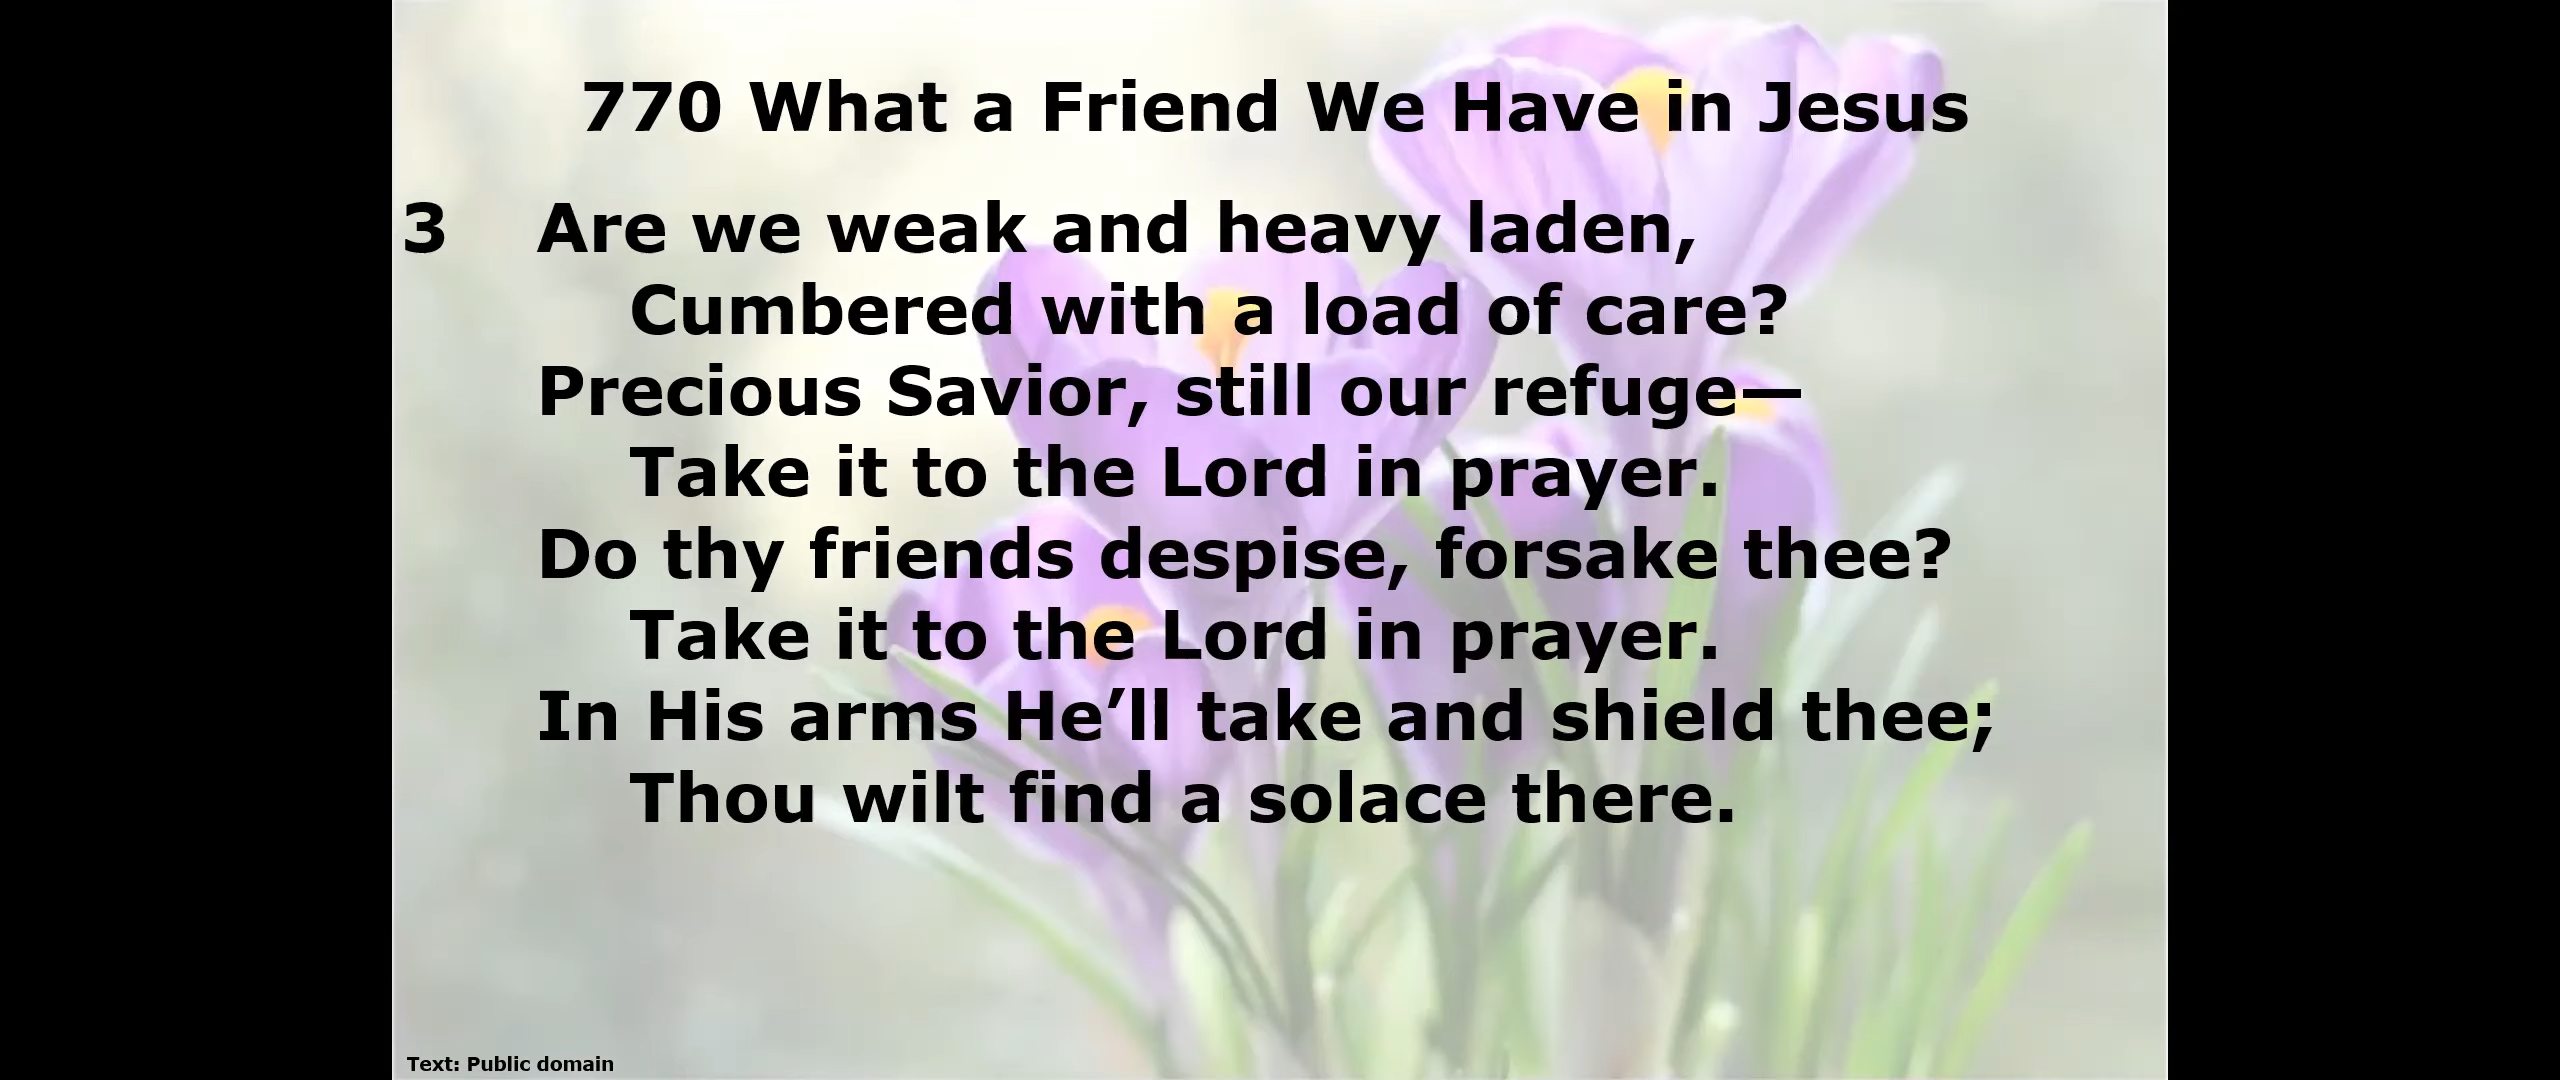 770 What a Friend We Have in Jesus
3 Are we weak and heavy laden,
Cumbered with a load of care?
Precious Savior, still our refuge—
Take it to the Lord in prayer.
Do thy friends despise, forsake thee?
Take it to the Lord in prayer.
In His arms He’ll take and shield thee;
Thou wilt find a solace there.
Text: Public domain